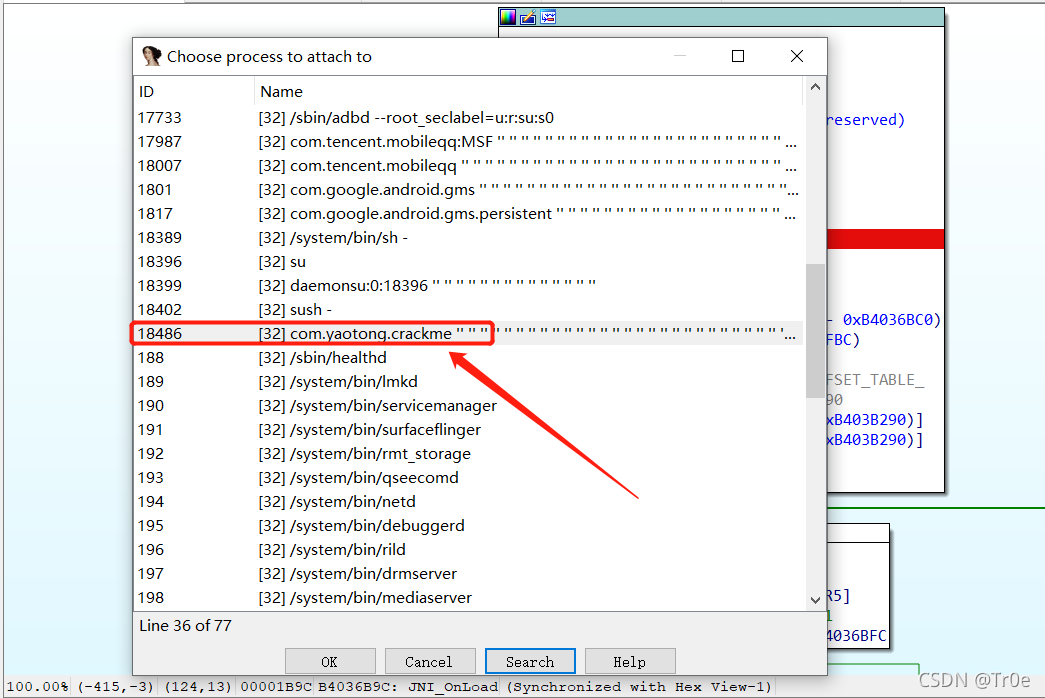 Choose process to attach to
ID Name
17733 [32] /sbin/adbd --root_seclabel=u:r:su:s0
17987 [32] com.tencent.mobileqq:MSF " " " " " " " " " " " " " " " " " " " " " " " " ...
18007 [32] com.tencent.mobileqq " " " " " " " " " " " " " " " " " " " " " " " " " " " ...
1801 [32] com.google.android.gms " " " " " " " " " " " " " " " " " " " " " " " " " "...
1817 [32] com.google.android.gms.persistent " " " " " " " " " " " " " " " " " " " ...
18389 [32] /system/bin/sh -
18396 [32] su
18399 [32] daemonsu:0:18396 " " " " " " " " " " " " " "
18402 [32] sush -
18486 [32] com.yaotong.crackme " " " " " " " " " " " " " " " " " " " " " " " " " " " '...
188 [32] /sbin/healthd
189 [32] /system/bin/lmkd
190 [32] /system/bin/servicemanager
191 [32] /system/bin/surfaceflinger
192 [32] /system/bin/rmt_storage
193 [32] /system/bin/qseecomd
194 [32] /system/bin/netd
195 [32] /system/bin/debuggerd
196 [32] /system/bin/rild
197 [32] /system/bin/drmserver
198 [32] /system/bin/mediaserver
Line 36 of 77
OK Cancel Search Help
reserved)
- 0xB4036BC0)
FBC)
FSET_TABLE_
90
xB403B290)]
xB403B290)]
R5]
1
4036BFC
100.00% (-415,-3) (124,13) 00001B9C B4036B9C: JNI_OnLoad (Synchronized with Hex View-1)
CSDN @Tr0e